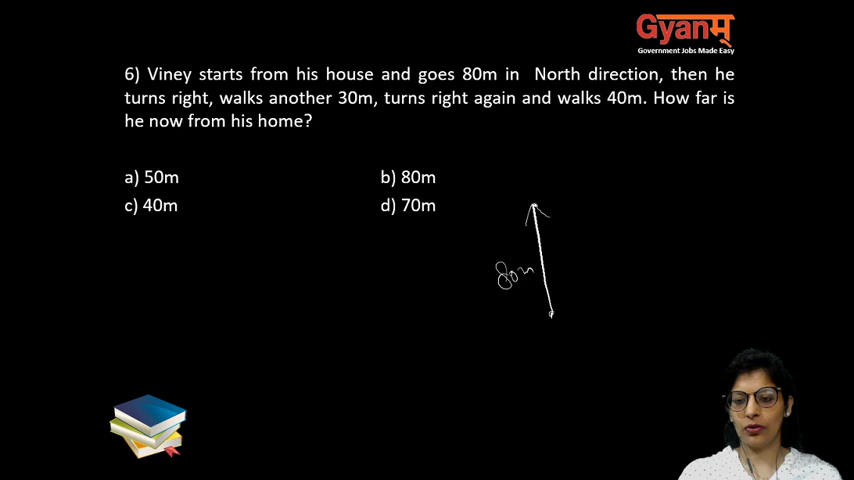 Gyanम्
Government Jobs Made Easy
6) Viney starts from his house and goes 80m in North direction, then he
turns right, walks another 30m, turns right again and walks 40m. How far is
he now from his home?
a) 50m
b) 80m
c) 40m
d) 70m
80m